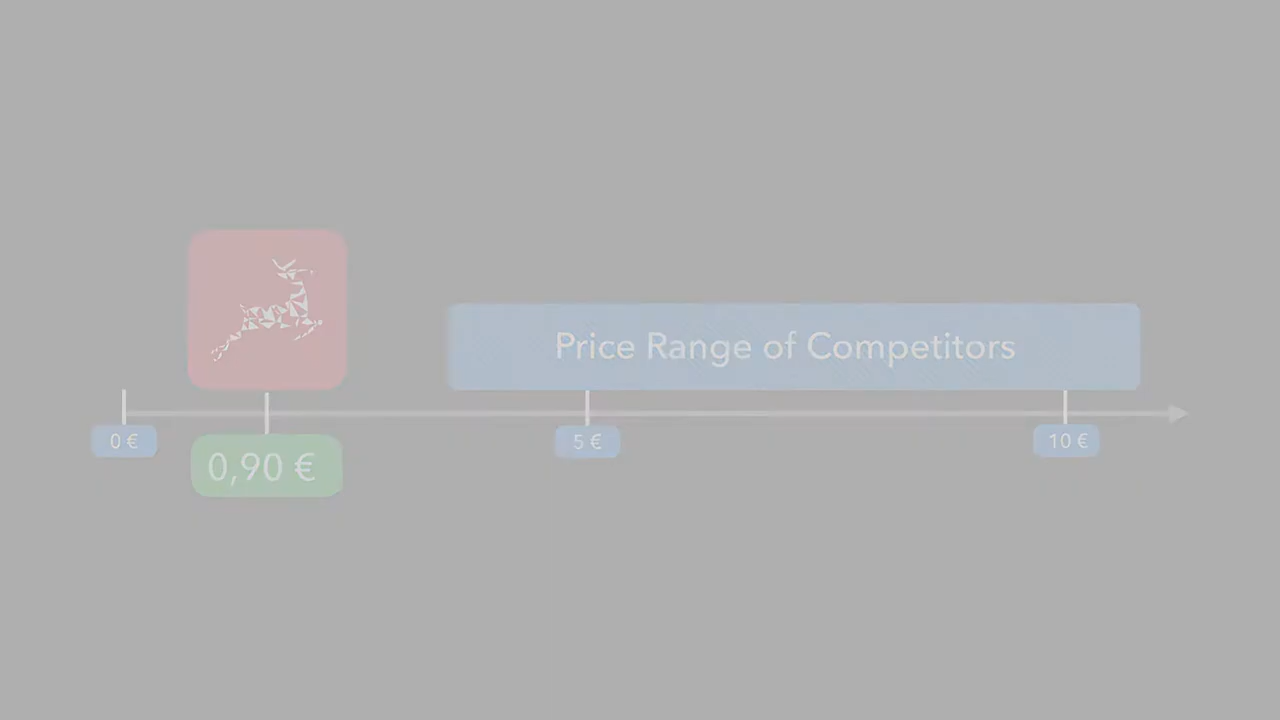 Price Range of Competitors
0 €
0,90 €
5 €
10 €